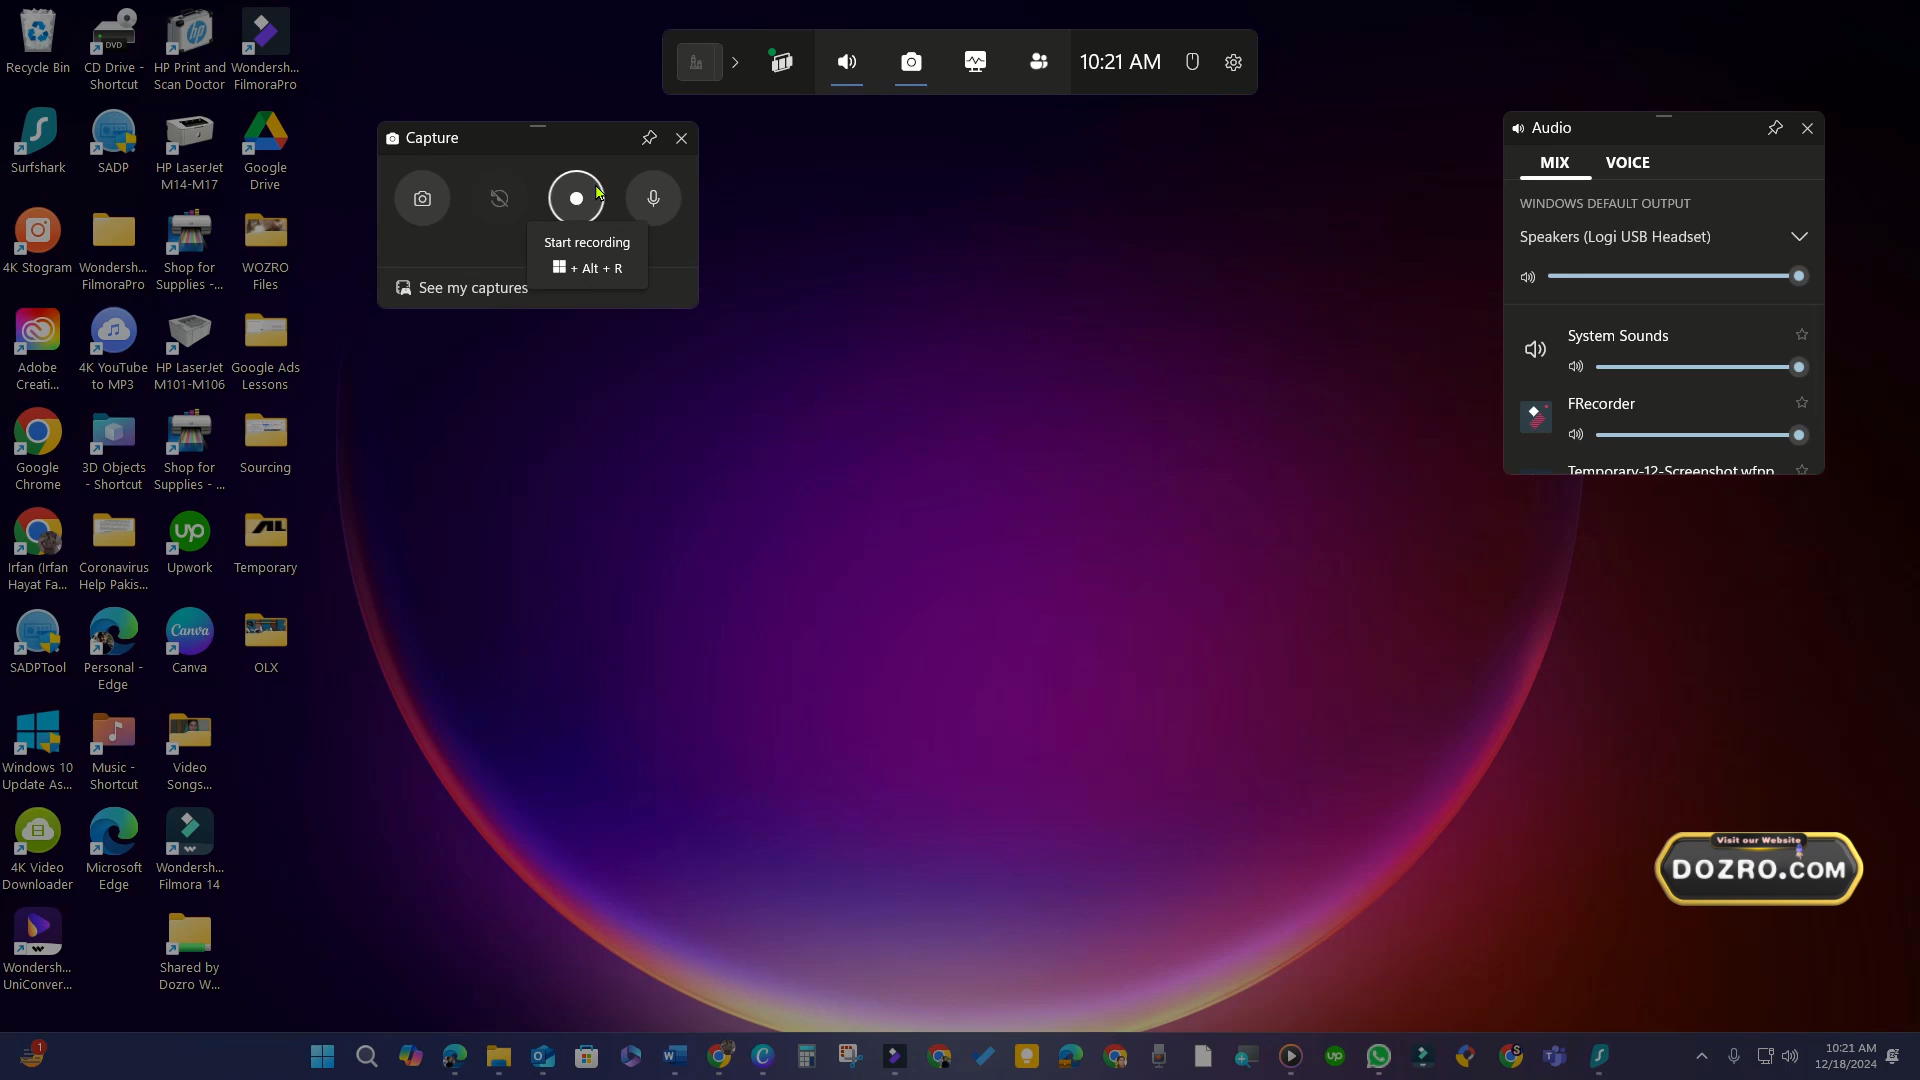 Recycle Bin
CD Drive -
Shortcut
DVD
HP Print and
Scan Doctor
Wondersh...
FilmoraPro
Surfshark
SADP
HP LaserJet
M14-M17
Google
Drive
4K Stogram
Wondersh...
FilmoraPro
Shop for
Supplies -...
WOZRO
Files
Adobe
Creati...
4K YouTube
to MP3
HP LaserJet
M101-M106
Google Ads
Lessons
Google
Chrome
3D Objects
- Shortcut
Shop for
Supplies - ...
Sourcing
Irfan (Irfan
Hayat Fa...
Coronavirus
Help Pakis...
up
Upwork
AL
Temporary
SADPTool
Personal -
Edge
Canva
Canva
OLX
Windows 10
Update As...
Music -
Shortcut
Video
Songs...
4K Video
Downloader
Microsoft
Edge
Wondersh...
Filmora 14
Wondersh...
UniConver...
Shared by
Dozro W...
10:21 AM
Capture
Start recording
+ Alt + R
See my captures
Audio
MIX VOICE
WINDOWS DEFAULT OUTPUT
Speakers (Logi USB Headset)
System Sounds
FRecorder
Temporary-12-Screenshot.wfpp
Visit our Website
DOZRO.COM
1
10:21 AM
12/18/2024